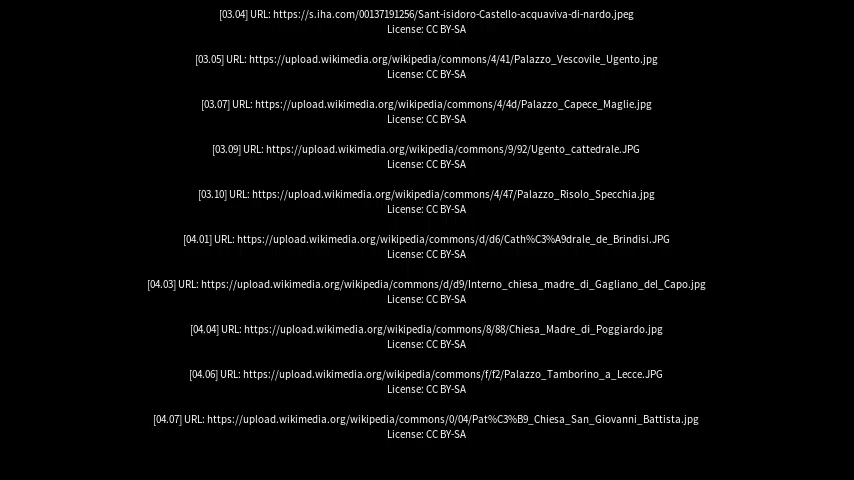 [03.04] URL: https://s.iha.com/00137191256/Sant-isidoro-Castello-acquaviva-di-nardo.jpeg
License: CC BY-SA
[03.05] URL: https://upload.wikimedia.org/wikipedia/commons/4/41/Palazzo_Vescovile_Ugento.jpg
License: CC BY-SA
[03.07] URL: https://upload.wikimedia.org/wikipedia/commons/4/4d/Palazzo_Capece_Maglie.jpg
License: CC BY-SA
[03.09] URL: https://upload.wikimedia.org/wikipedia/commons/9/92/Ugento_cattedrale.JPG
License: CC BY-SA
[03.10] URL: https://upload.wikimedia.org/wikipedia/commons/4/47/Palazzo_Risolo_Specchia.jpg
License: CC BY-SA
[04.01] URL: https://upload.wikimedia.org/wikipedia/commons/d/d6/Cath%C3%A9drale_de_Brindisi.JPG
License: CC BY-SA
[04.03] URL: https://upload.wikimedia.org/wikipedia/commons/d/d9/Interno_chiesa_madre_di_Gagliano_del_Capo.jpg
License: CC BY-SA
[04.04] URL: https://upload.wikimedia.org/wikipedia/commons/8/88/Chiesa_Madre_di_Poggiardo.jpg
License: CC BY-SA
[04.06] URL: https://upload.wikimedia.org/wikipedia/commons/f/f2/Palazzo_Tamborino_a_Lecce.JPG
License: CC BY-SA
[04.07] URL: https://upload.wikimedia.org/wikipedia/commons/0/04/Pat%C3%B9_Chiesa_San_Giovanni_Battista.jpg
License: CC BY-SA